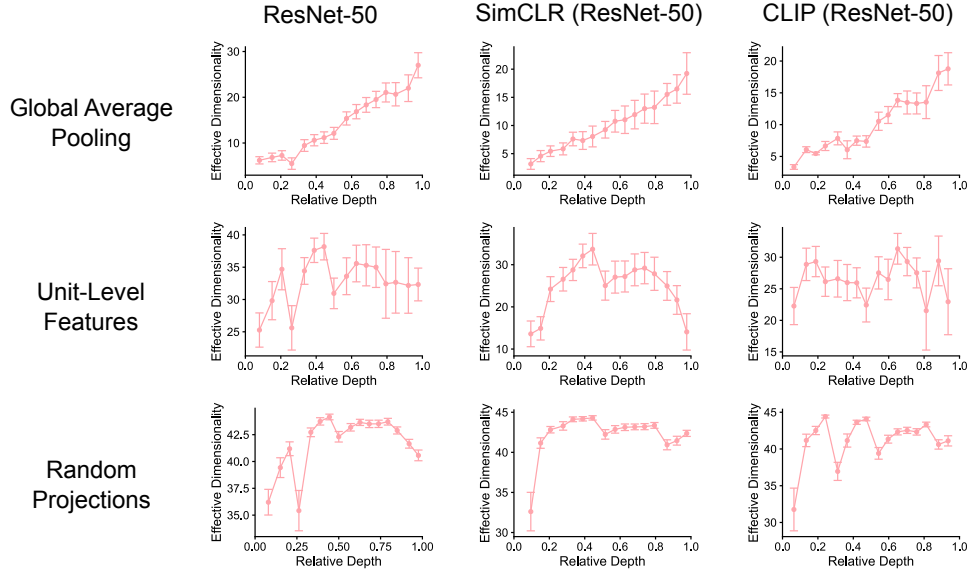 ResNet-50
SimCLR (ResNet-50)
CLIP (ResNet-50)
Global Average
Pooling
Effective Dimensionality
30
20
10
0.0 0.2 0.4 0.6 0.8 1.0
Relative Depth
Effective Dimensionality
20
15
10
5
0.0 0.2 0.4 0.6 0.8 1.0
Relative Depth
Effective Dimensionality
20
15
10
5
0.0 0.2 0.4 0.6 0.8 1.0
Relative Depth
Unit-Level
Features
Effective Dimensionality
40
35
30
25
0.0 0.2 0.4 0.6 0.8 1.0
Relative Depth
Effective Dimensionality
30
20
10
0.0 0.2 0.4 0.6 0.8 1.0
Relative Depth
Effective Dimensionality
35
30
25
20
15
0.0 0.2 0.4 0.6 0.8 1.0
Relative Depth
Random
Projections
Effective Dimensionality
42.5
40.0
37.5
35.0
0.00 0.25 0.50 0.75 1.00
Relative Depth
Effective Dimensionality
45
40
35
30
0.0 0.2 0.4 0.6 0.8 1.0
Relative Depth
Effective Dimensionality
45
40
35
30
0.0 0.2 0.4 0.6 0.8 1.0
Relative Depth